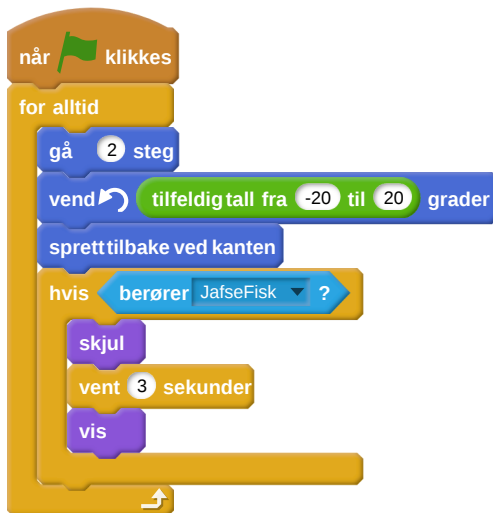 når klikkes
for alltid
gå 2 steg
vend tilfeldig tall fra -20 til 20 grader
sprett tilbake ved kanten
hvis berører JafseFisk ?
skjul
vent 3 sekunder
vis